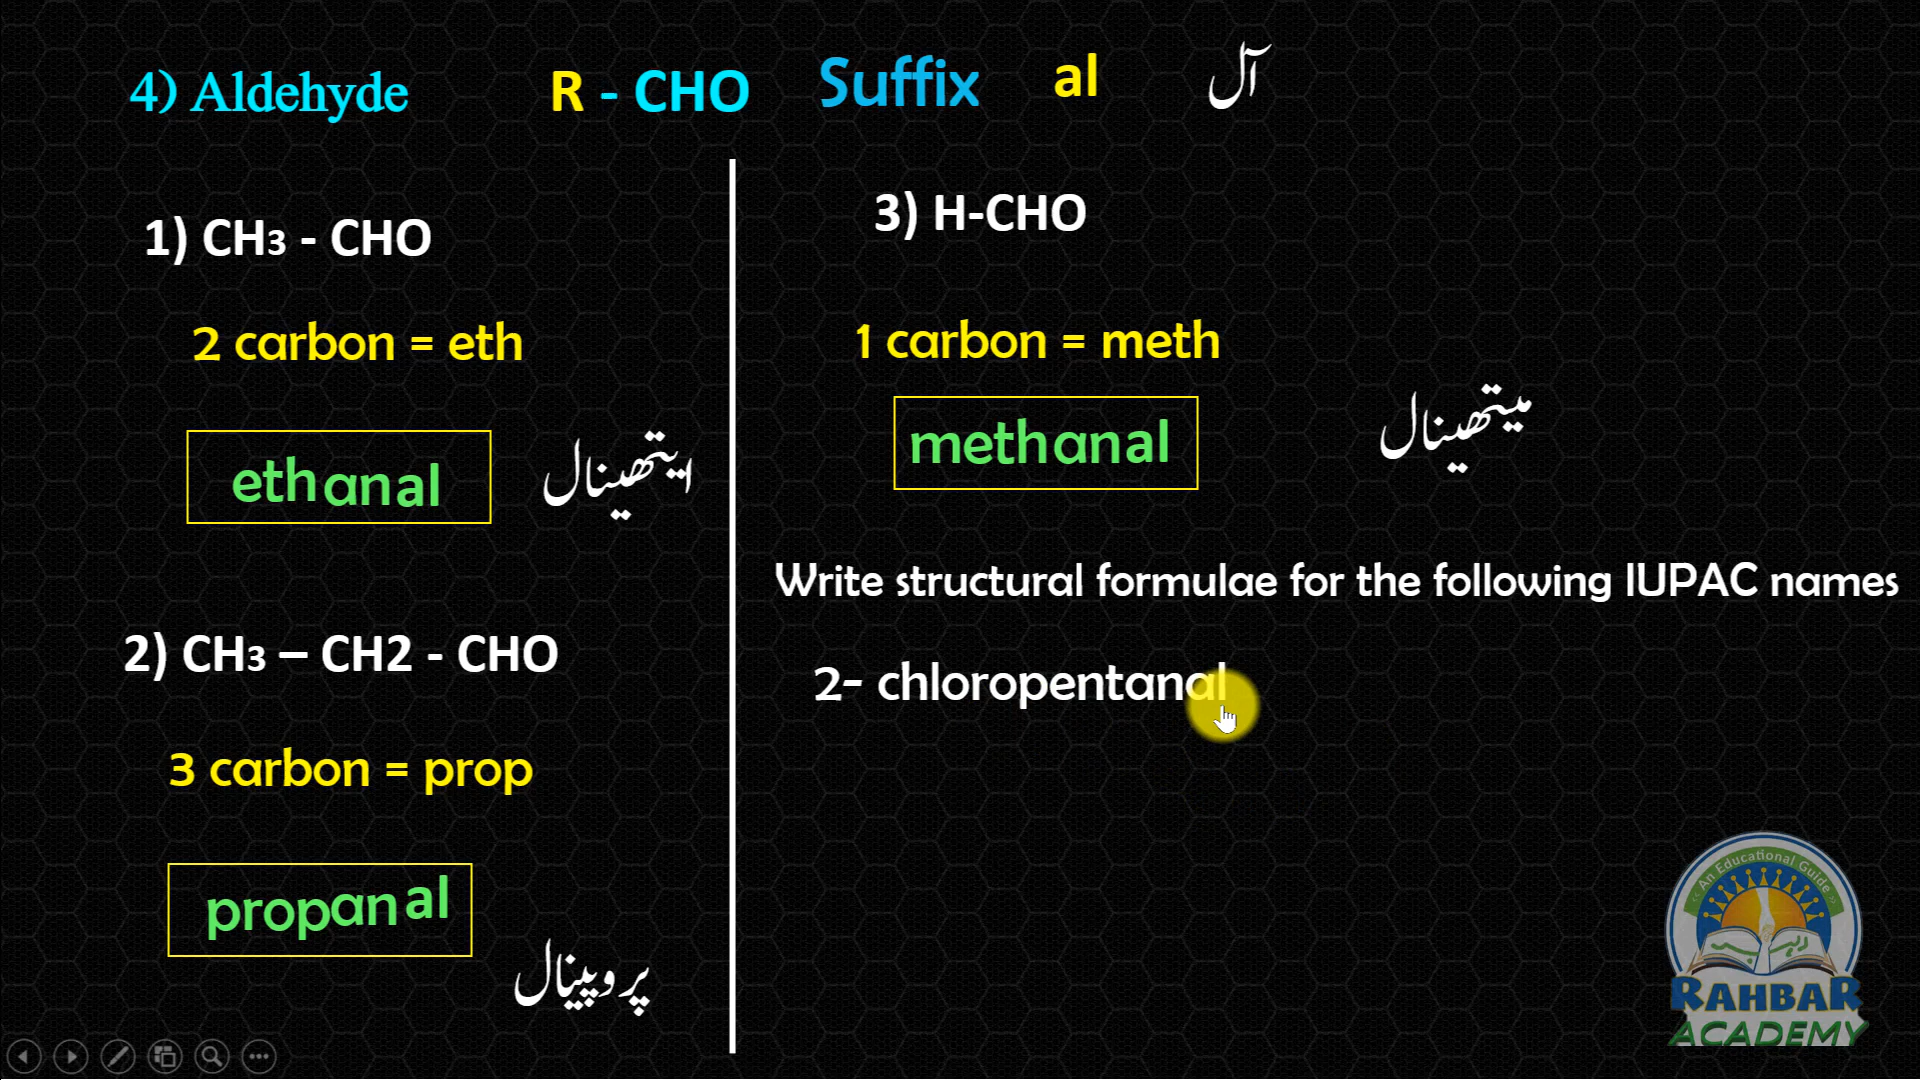 4) Aldehyde R - CHO Suffix al آل
1) CH3 - CHO
2 carbon = eth
ethanal ایتھینال
2) CH3 – CH2 - CHO
3 carbon = prop
propanal
پروپینال
3) H-CHO
1 carbon = meth
methanal میتھینال
Write structural formulae for the following IUPAC names
2- chloropentanal
<< An Educational Guide >>
رہبر
RAHBAR
ACADEMY